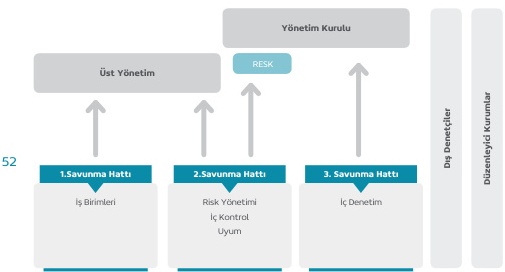 Yönetim Kurulu
RESK
Üst Yönetim
52
1.Savunma Hattı
İş Birimleri
2.Savunma Hattı
Risk Yönetimi
İç Kontrol
Uyum
3. Savunma Hattı
İç Denetim
Dış Denetçiler
Düzenleyici Kurumlar